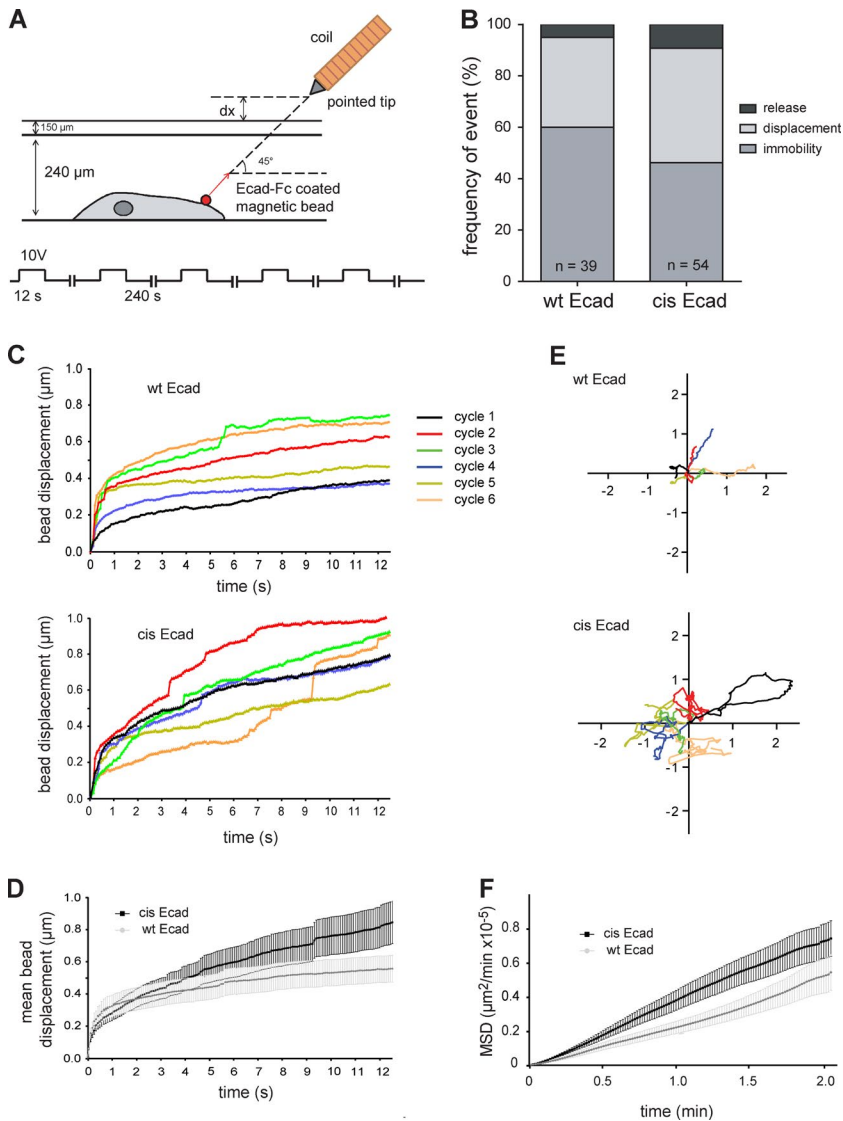 A
coil
pointed tip
dx
150 µm
240 µm
45°
Ecad-Fc coated
magnetic bead
10V
12 s
240 s
B
frequency of event (%)
100
80
60
40
20
0
n = 39
n = 54
wt Ecad
cis Ecad
release
displacement
immobility
C
wt Ecad
bead displacement (µm)
1.0
0.8
0.6
0.4
0.2
0.0
0 1 2 3 4 5 6 7 8 9 10 11 12
time (s)
cycle 1
cycle 2
cycle 3
cycle 4
cycle 5
cycle 6
cis Ecad
bead displacement (µm)
1.0
0.8
0.6
0.4
0.2
0.0
0 1 2 3 4 5 6 7 8 9 10 11 12
time (s)
E
wt Ecad
2
1
-2 -1 1 2
-1
-2
cis Ecad
2
1
-2 -1 1 2
-1
-2
D
mean bead
displacement (µm)
1.0
0.8
0.6
0.4
0.2
0.0
cis Ecad
wt Ecad
0 1 2 3 4 5 6 7 8 9 10 11 12
time (s)
F
MSD (µm²/min x10⁻⁵)
0.8
0.6
0.4
0.2
0
cis Ecad
wt Ecad
0 0.5 1.0 1.5 2.0
time (min)